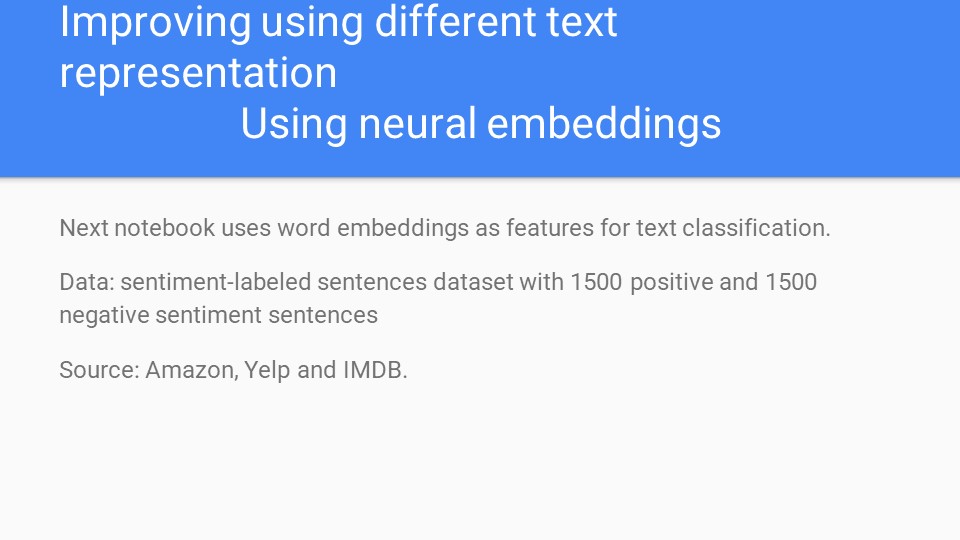 Improving using different text
representation
Using neural embeddings
Next notebook uses word embeddings as features for text classification.
Data: sentiment-labeled sentences dataset with 1500 positive and 1500
negative sentiment sentences
Source: Amazon, Yelp and IMDB.